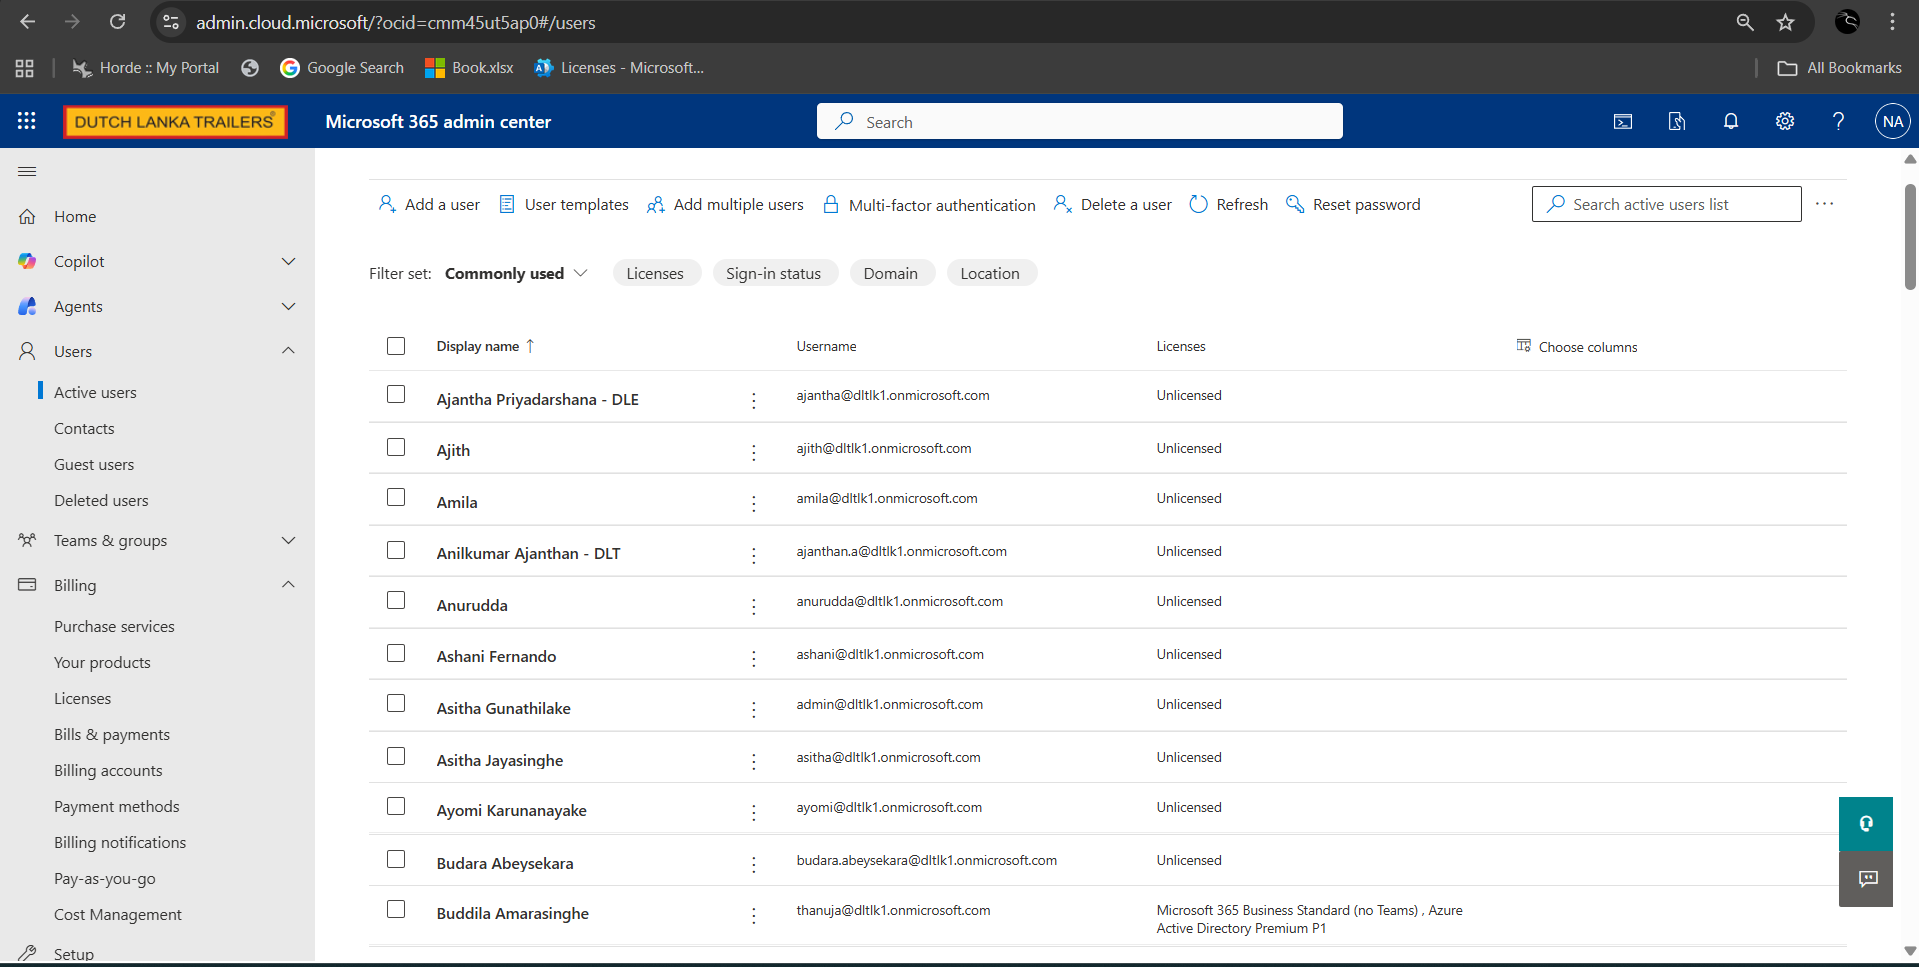 admin.cloud.microsoft/?ocid=cmm45ut5ap0#/users
Horde :: My Portal
Google Search
Book.xlsx
Licenses - Microsoft...
All Bookmarks
DUTCH LANKA TRAILERS®
Microsoft 365 admin center
Search
NA
Home
Copilot
Agents
Users
Active users
Contacts
Guest users
Deleted users
Teams & groups
Billing
Purchase services
Your products
Licenses
Bills & payments
Billing accounts
Payment methods
Billing notifications
Pay-as-you-go
Cost Management
Setup
Add a user
User templates
Add multiple users
Multi-factor authentication
Delete a user
Refresh
Reset password
Search active users list
Filter set: Commonly used
Licenses
Sign-in status
Domain
Location
Display name ↑ Username Licenses Choose columns
Ajantha Priyadarshana - DLE ajantha@dltlk1.onmicrosoft.com Unlicensed
Ajith ajith@dltlk1.onmicrosoft.com Unlicensed
Amila amila@dltlk1.onmicrosoft.com Unlicensed
Anilkumar Ajanthan - DLT ajanthan.a@dltlk1.onmicrosoft.com Unlicensed
Anurudda anurudda@dltlk1.onmicrosoft.com Unlicensed
Ashani Fernando ashani@dltlk1.onmicrosoft.com Unlicensed
Asitha Gunathilake admin@dltlk1.onmicrosoft.com Unlicensed
Asitha Jayasinghe asitha@dltlk1.onmicrosoft.com Unlicensed
Ayomi Karunanayake ayomi@dltlk1.onmicrosoft.com Unlicensed
Budara Abeysekara budara.abeysekara@dltlk1.onmicrosoft.com Unlicensed
Buddila Amarasinghe thanuja@dltlk1.onmicrosoft.com Microsoft 365 Business Standard (no Teams) , Azure
Active Directory Premium P1